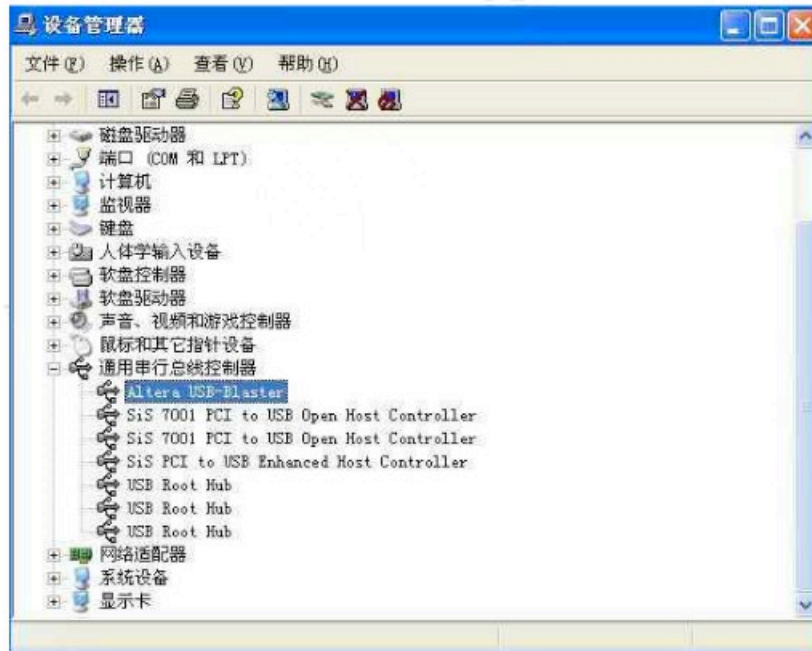 设备管理器
文件(F) 操作(A) 查看(V) 帮助(H)
磁盘驱动器
端口 (COM 和 LPT)
计算机
监视器
键盘
人体学输入设备
软盘控制器
软盘驱动器
声音、视频和游戏控制器
鼠标和其它指针设备
通用串行总线控制器
Altera USB-Blaster
SiS 7001 PCI to USB Open Host Controller
SiS 7001 PCI to USB Open Host Controller
SiS PCI to USB Enhanced Host Controller
USB Root Hub
USB Root Hub
USB Root Hub
网络适配器
系统设备
显示卡